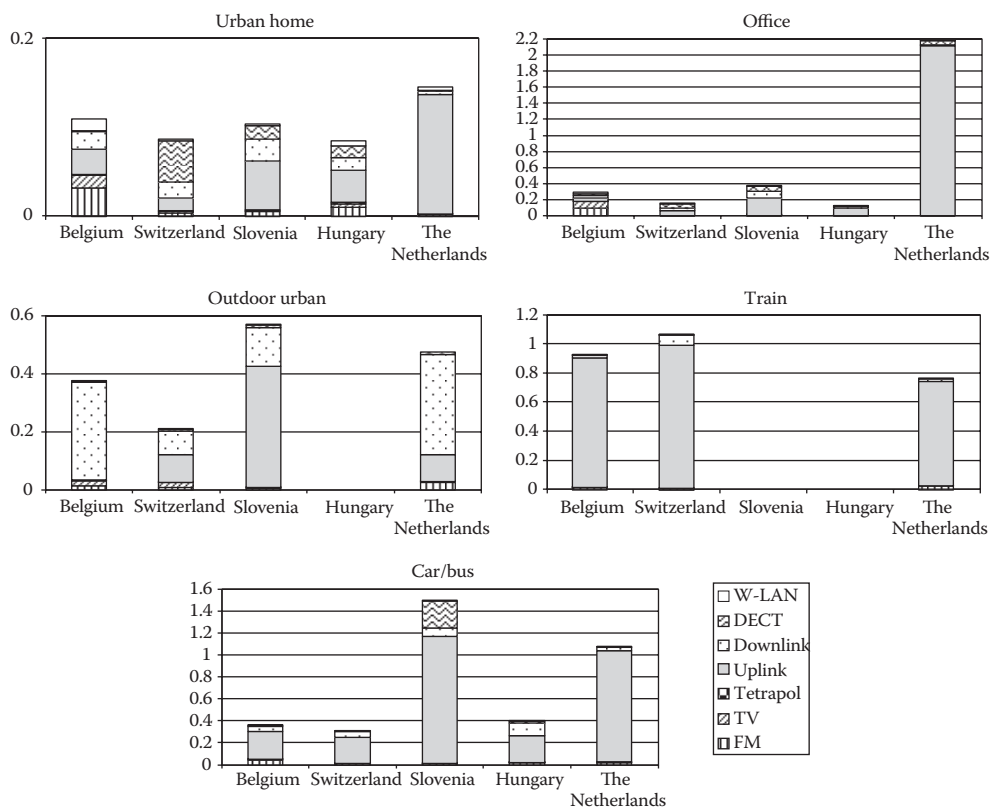 Urban home
0.2
0
Belgium Switzerland Slovenia Hungary The Netherlands
Office
2.2
2
1.8
1.6
1.4
1.2
1
0.8
0.6
0.4
0.2
0
Belgium Switzerland Slovenia Hungary The Netherlands
Outdoor urban
0.6
0.4
0.2
0
Belgium Switzerland Slovenia Hungary The Netherlands
Train
1.2
1
0.8
0.6
0.4
0.2
0
Belgium Switzerland Slovenia Hungary The Netherlands
Car/bus
1.6
1.4
1.2
1
0.8
0.6
0.4
0.2
0
Belgium Switzerland Slovenia Hungary The Netherlands
W-LAN
DECT
Downlink
Uplink
Tetrapol
TV
FM